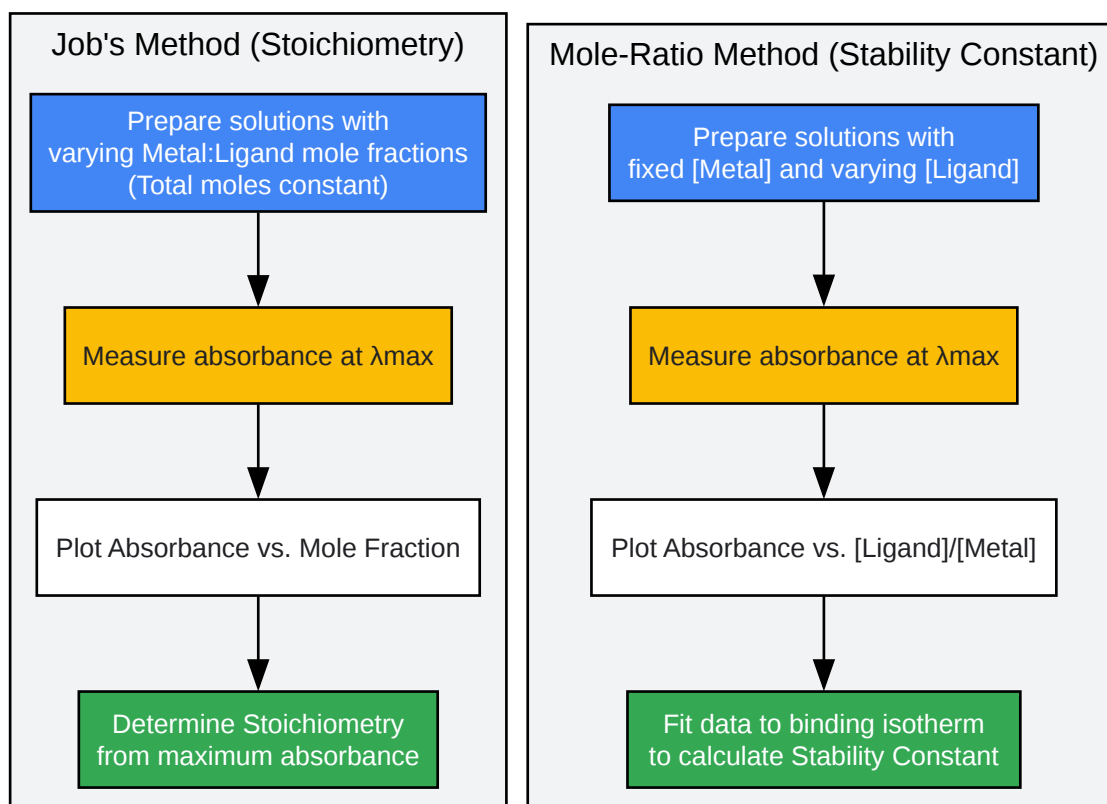 Job's Method (Stoichiometry)
Prepare solutions with
varying Metal:Ligand mole fractions
(Total moles constant)
Measure absorbance at λmax
Plot Absorbance vs. Mole Fraction
Determine Stoichiometry
from maximum absorbance
Mole-Ratio Method (Stability Constant)
Prepare solutions with
fixed [Metal] and varying [Ligand]
Measure absorbance at λmax
Plot Absorbance vs. [Ligand]/[Metal]
Fit data to binding isotherm
to calculate Stability Constant